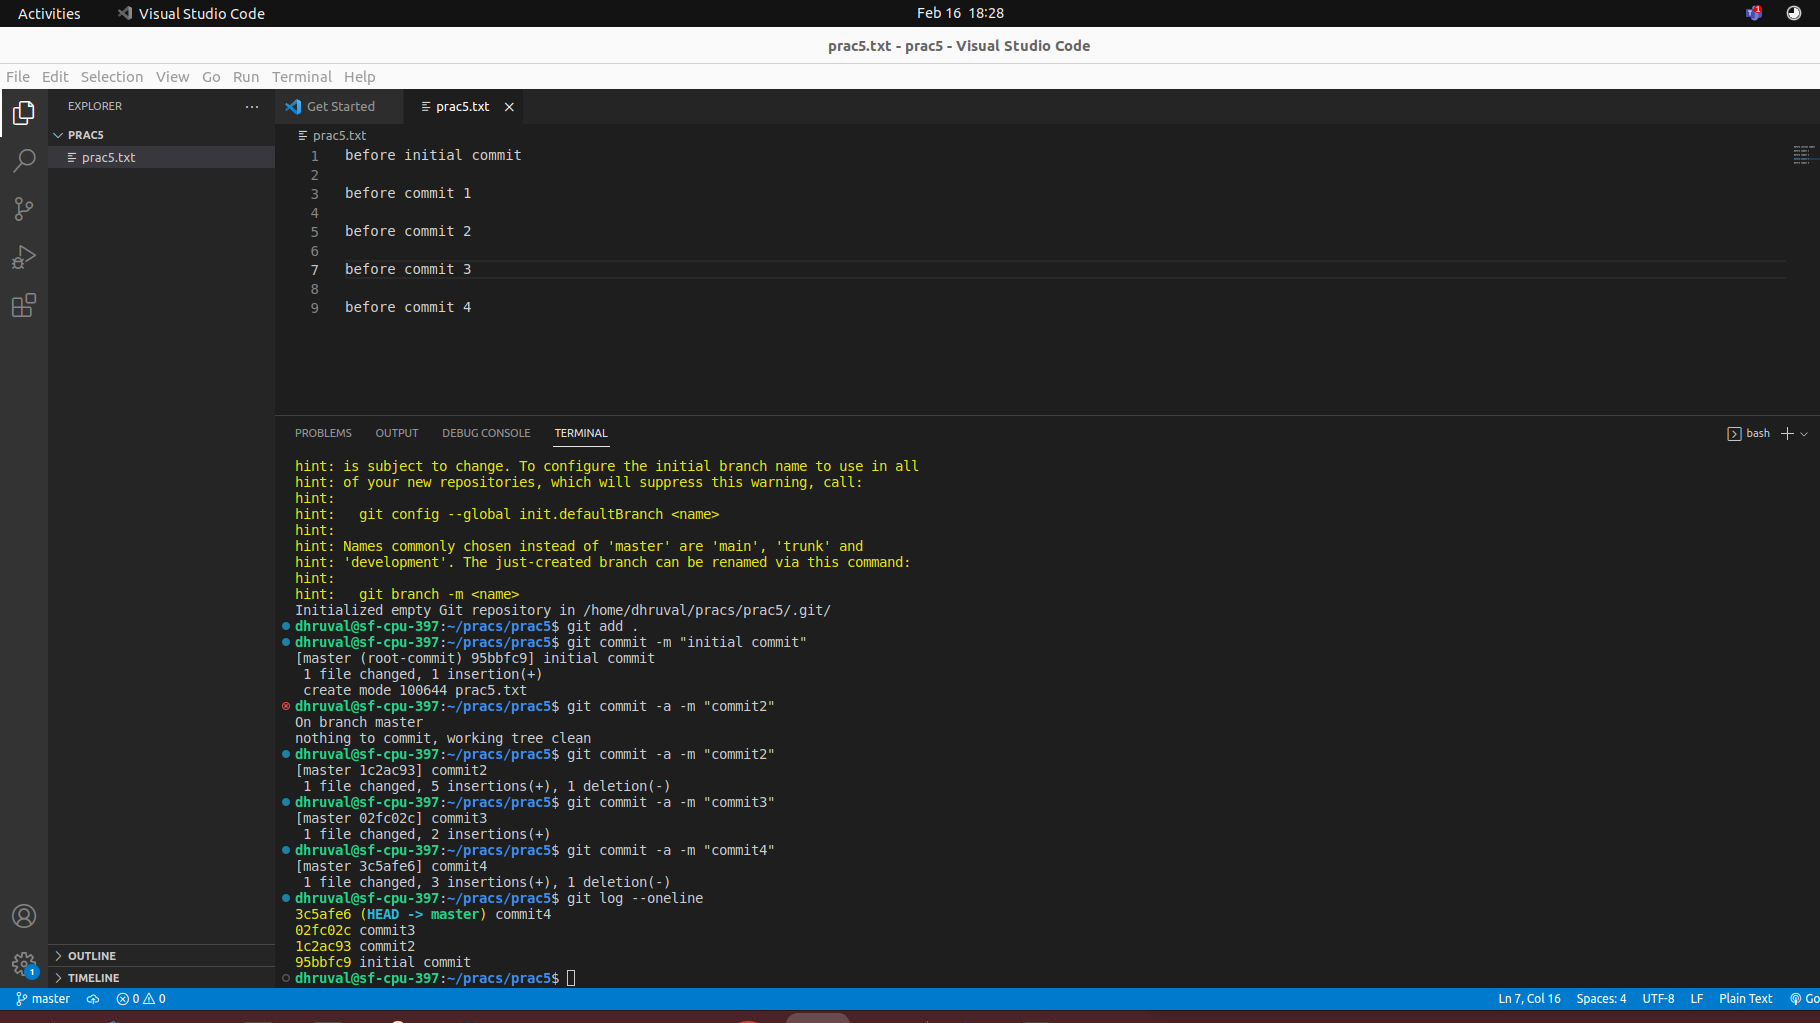 Activities Visual Studio Code Feb 16 18:28 1
prac5.txt - prac5 - Visual Studio Code
File Edit Selection View Go Run Terminal Help
EXPLORER ...
PRAC5
prac5.txt
Get Started prac5.txt
prac5.txt
1 before initial commit
2
3 before commit 1
4
5 before commit 2
6
7 before commit 3
8
9 before commit 4
PROBLEMS OUTPUT DEBUG CONSOLE TERMINAL bash
hint: is subject to change. To configure the initial branch name to use in all
hint: of your new repositories, which will suppress this warning, call:
hint:
hint:   git config --global init.defaultBranch <name>
hint:
hint: Names commonly chosen instead of 'master' are 'main', 'trunk' and
hint: 'development'. The just-created branch can be renamed via this command:
hint:
hint:   git branch -m <name>
Initialized empty Git repository in /home/dhruval/pracs/prac5/.git/
dhruval@sf-cpu-397:~/pracs/prac5$ git add .
dhruval@sf-cpu-397:~/pracs/prac5$ git commit -m "initial commit"
[master (root-commit) 95bbfc9] initial commit
 1 file changed, 1 insertion(+)
 create mode 100644 prac5.txt
dhruval@sf-cpu-397:~/pracs/prac5$ git commit -a -m "commit2"
On branch master
nothing to commit, working tree clean
dhruval@sf-cpu-397:~/pracs/prac5$ git commit -a -m "commit2"
[master 1c2ac93] commit2
 1 file changed, 5 insertions(+), 1 deletion(-)
dhruval@sf-cpu-397:~/pracs/prac5$ git commit -a -m "commit3"
[master 02fc02c] commit3
 1 file changed, 2 insertions(+)
dhruval@sf-cpu-397:~/pracs/prac5$ git commit -a -m "commit4"
[master 3c5afe6] commit4
 1 file changed, 3 insertions(+), 1 deletion(-)
dhruval@sf-cpu-397:~/pracs/prac5$ git log --oneline
3c5afe6 (HEAD -> master) commit4
02fc02c commit3
1c2ac93 commit2
95bbfc9 initial commit
dhruval@sf-cpu-397:~/pracs/prac5$
OUTLINE
1
TIMELINE
master 0 0 Ln 7, Col 16 Spaces: 4 UTF-8 LF Plain Text Go